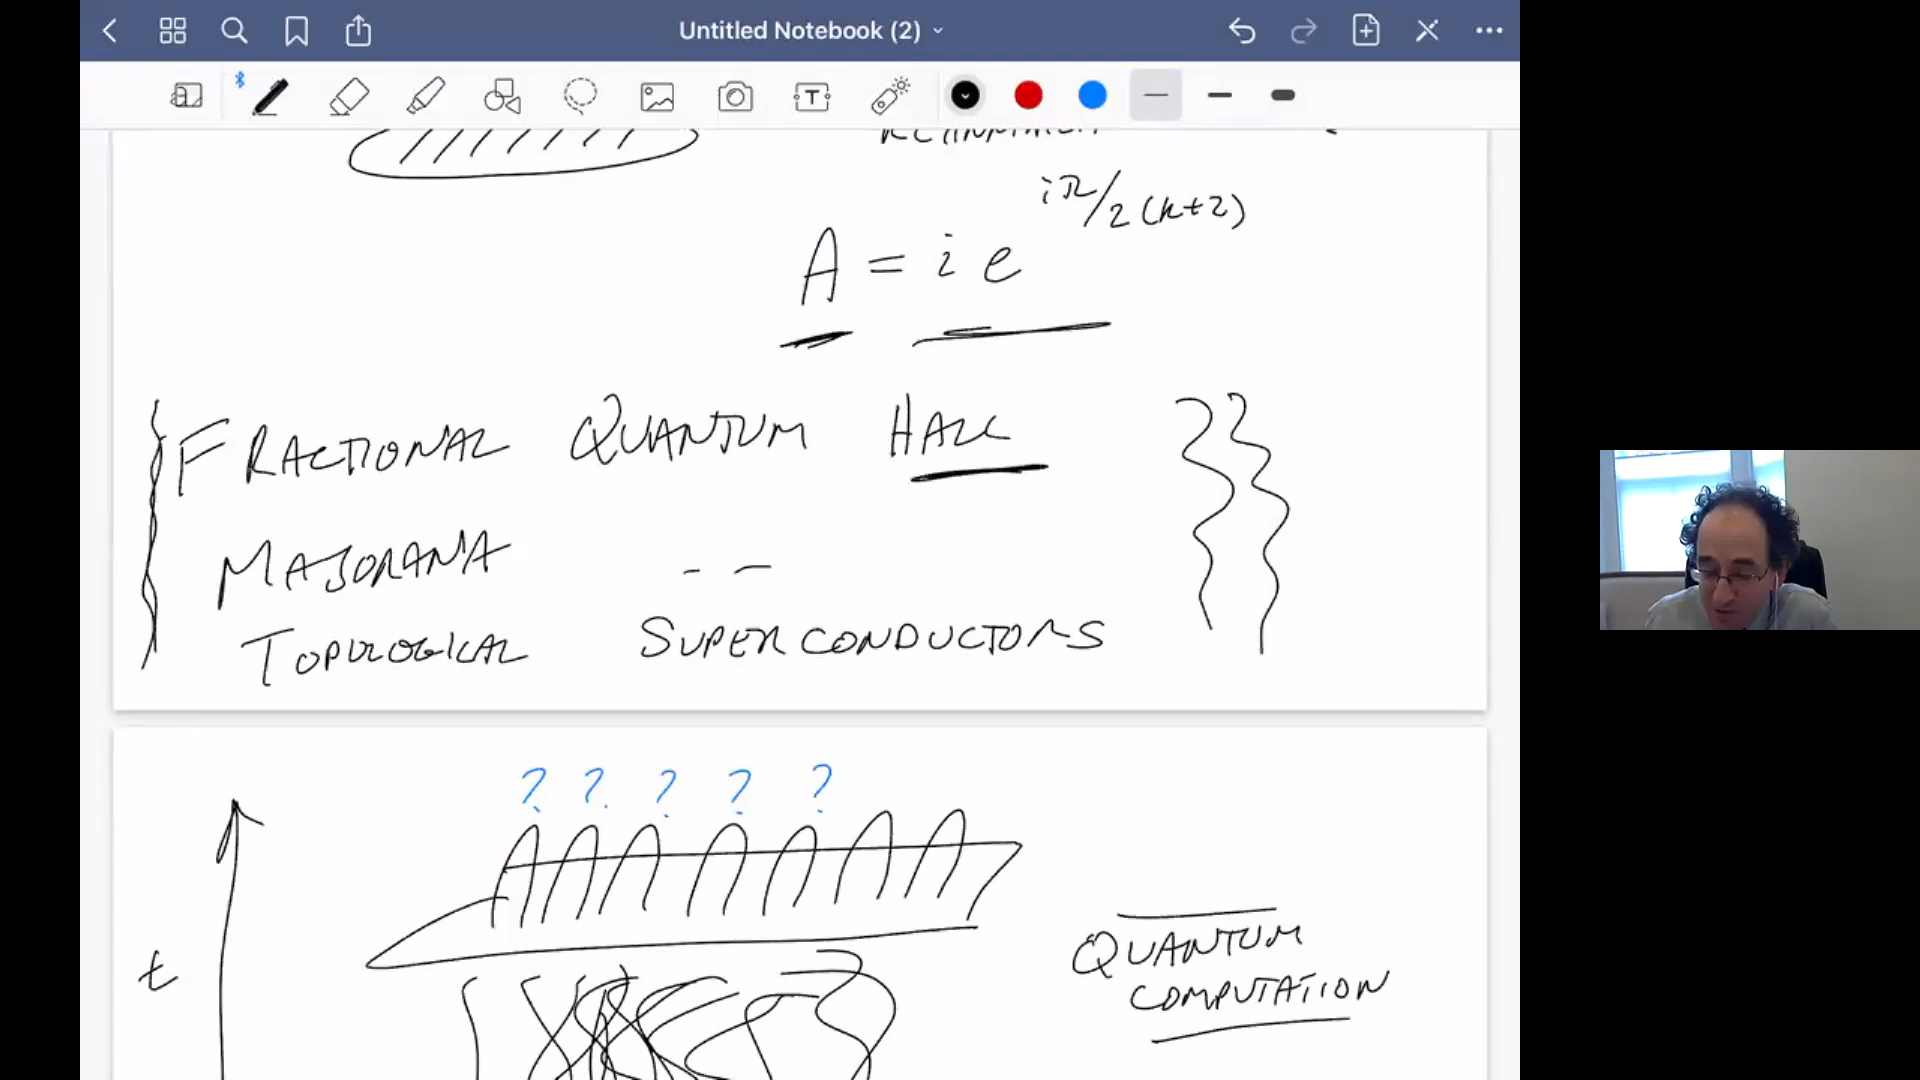 Untitled Notebook (2)
T
A = i e^{iπ/2(k+2)}
FRACTIONAL QUANTUM HALL
MAJORANA - -
TOPOLOGICAL SUPERCONDUCTORS
? ? ? ? ?
t
QUANTUM
COMPUTATION